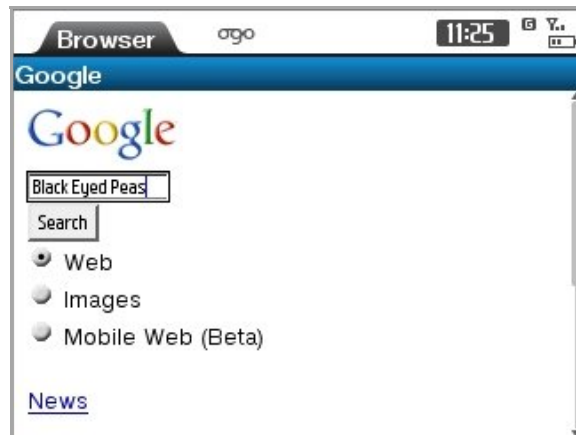 Browser ogo 11:25 G
Google
Google
Black Eyed Peas
Search
Web
Images
Mobile Web (Beta)
News